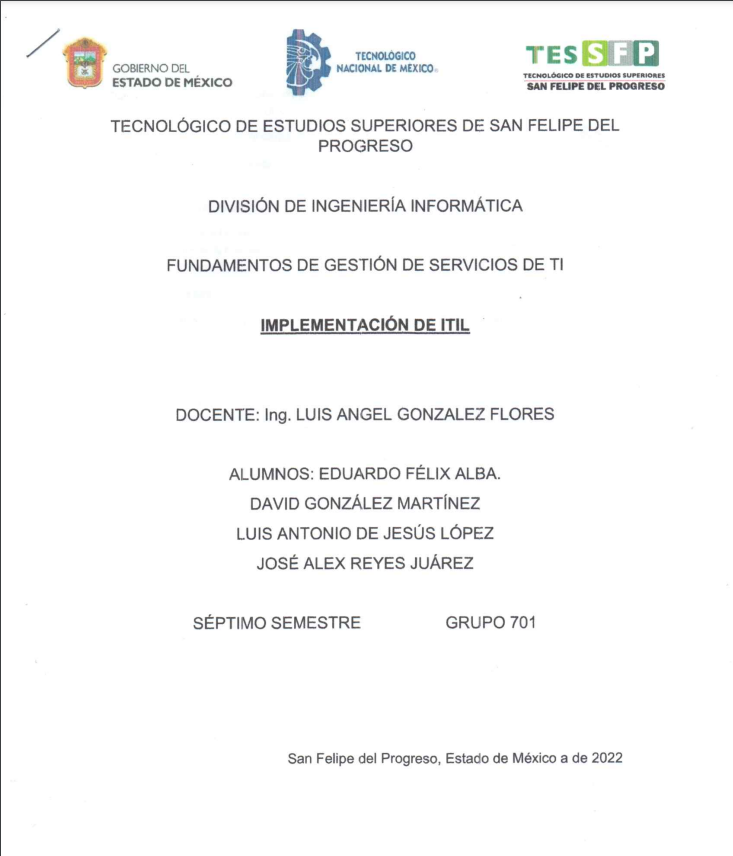 GOBIERNO DEL
ESTADO DE MÉXICO
TECNOLÓGICO
NACIONAL DE MÉXICO
TESSFP
TECNOLÓGICO DE ESTUDIOS SUPERIORES
SAN FELIPE DEL PROGRESO
TECNOLÓGICO DE ESTUDIOS SUPERIORES DE SAN FELIPE DEL
PROGRESO
DIVISIÓN DE INGENIERÍA INFORMÁTICA
FUNDAMENTOS DE GESTIÓN DE SERVICIOS DE TI
IMPLEMENTACIÓN DE ITIL
DOCENTE: Ing. LUIS ANGEL GONZALEZ FLORES
ALUMNOS: EDUARDO FÉLIX ALBA.
DAVID GONZÁLEZ MARTÍNEZ
LUIS ANTONIO DE JESÚS LÓPEZ
JOSÉ ALEX REYES JUÁREZ
SÉPTIMO SEMESTRE GRUPO 701
San Felipe del Progreso, Estado de México a de 2022